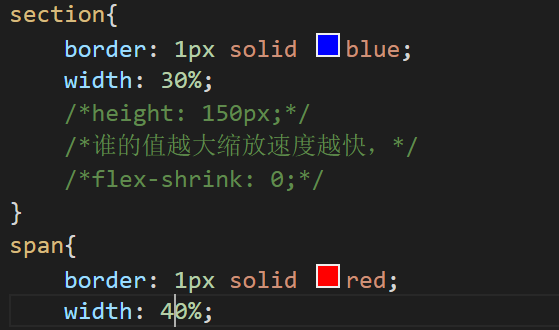 section{
    border: 1px solid blue;
    width: 30%;
    /*height: 150px;*/
    /*谁的值越大缩放速度越快，*/
    /*flex-shrink: 0;*/
}
span{
    border: 1px solid red;
    width: 40%;